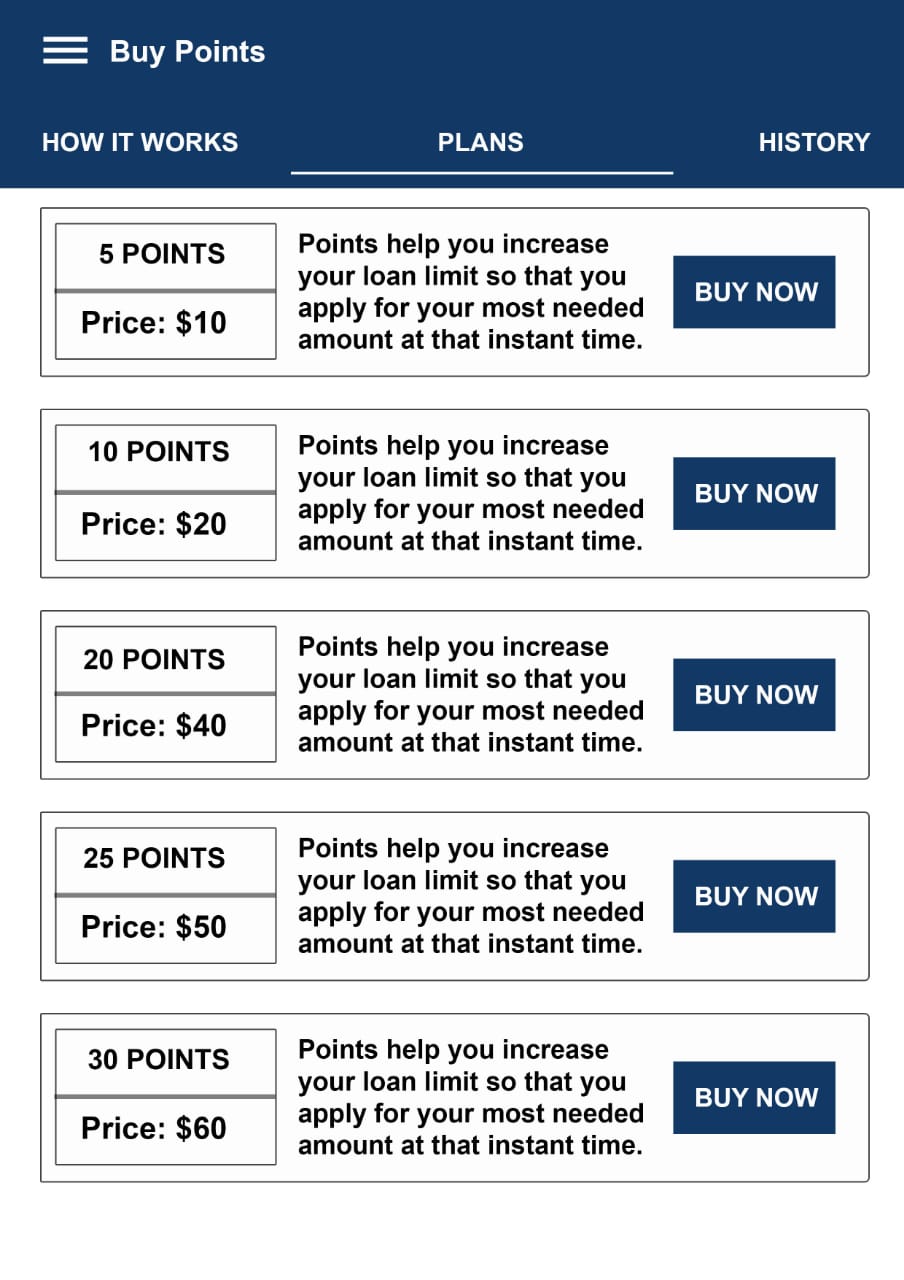 Buy Points
HOW IT WORKS PLANS HISTORY
5 POINTS
Price: $10
Points help you increase
your loan limit so that you
apply for your most needed
amount at that instant time.
BUY NOW
10 POINTS
Price: $20
Points help you increase
your loan limit so that you
apply for your most needed
amount at that instant time.
BUY NOW
20 POINTS
Price: $40
Points help you increase
your loan limit so that you
apply for your most needed
amount at that instant time.
BUY NOW
25 POINTS
Price: $50
Points help you increase
your loan limit so that you
apply for your most needed
amount at that instant time.
BUY NOW
30 POINTS
Price: $60
Points help you increase
your loan limit so that you
apply for your most needed
amount at that instant time.
BUY NOW